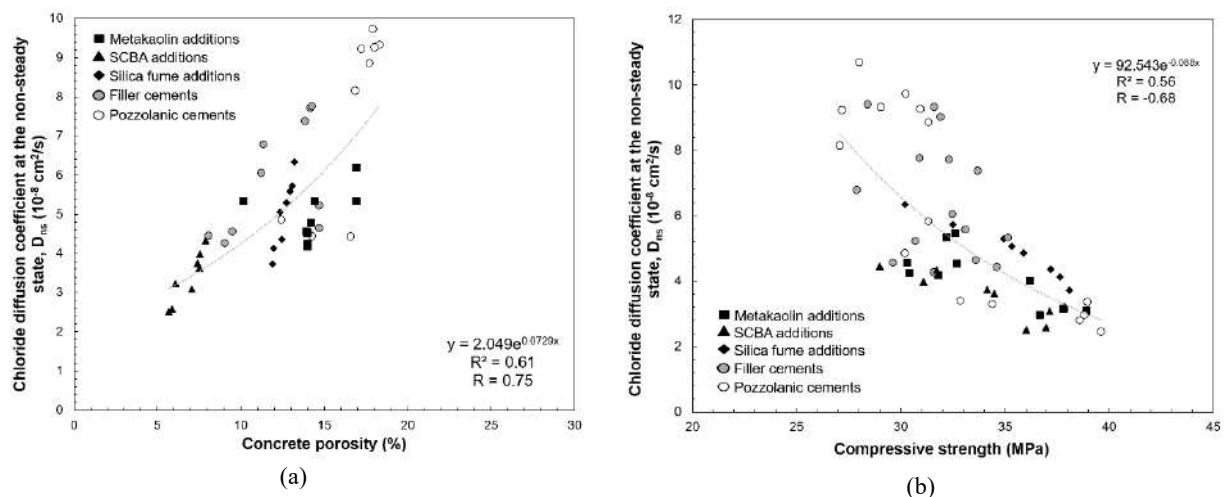 Chloride diffusion coefficient at the non-steady
state, Dns (10-8 cm2/s)
10
9
8
7
6
5
4
3
2
1
0
Metakaolin additions
SCBA additions
Silica fume additions
Filler cements
Pozzolanic cements
y = 2.049e0.0729x
R² = 0.61
R = 0.75
0
5
10
15
20
25
30
Concrete porosity (%)
(a)
Chloride diffusion coefficient at the non-steady
state, Dns (10-8 cm2/s)
12
10
8
6
4
2
0
y = 92.543e-0.088x
R² = 0.56
R = -0.68
Metakaolin additions
SCBA additions
Silica fume additions
Filler cements
Pozzolanic cements
20
25
30
35
40
45
Compressive strength (MPa)
(b)